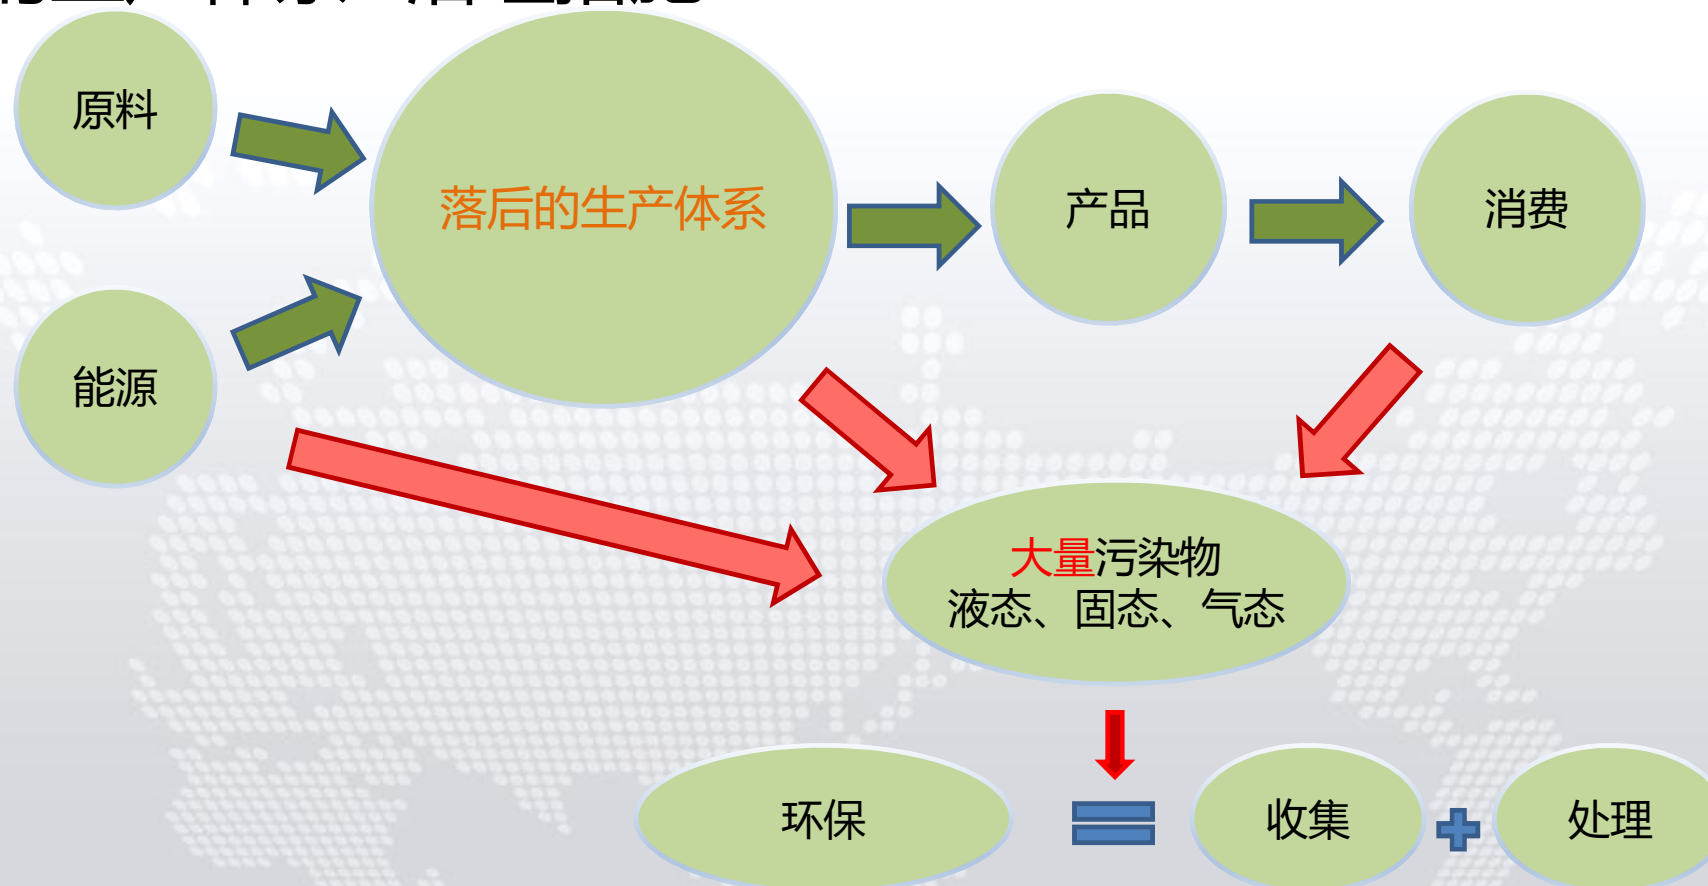 原料
落后的生产体系
产品
消费
能源
大量污染物
液态、固态、气态
环保
收集
处理